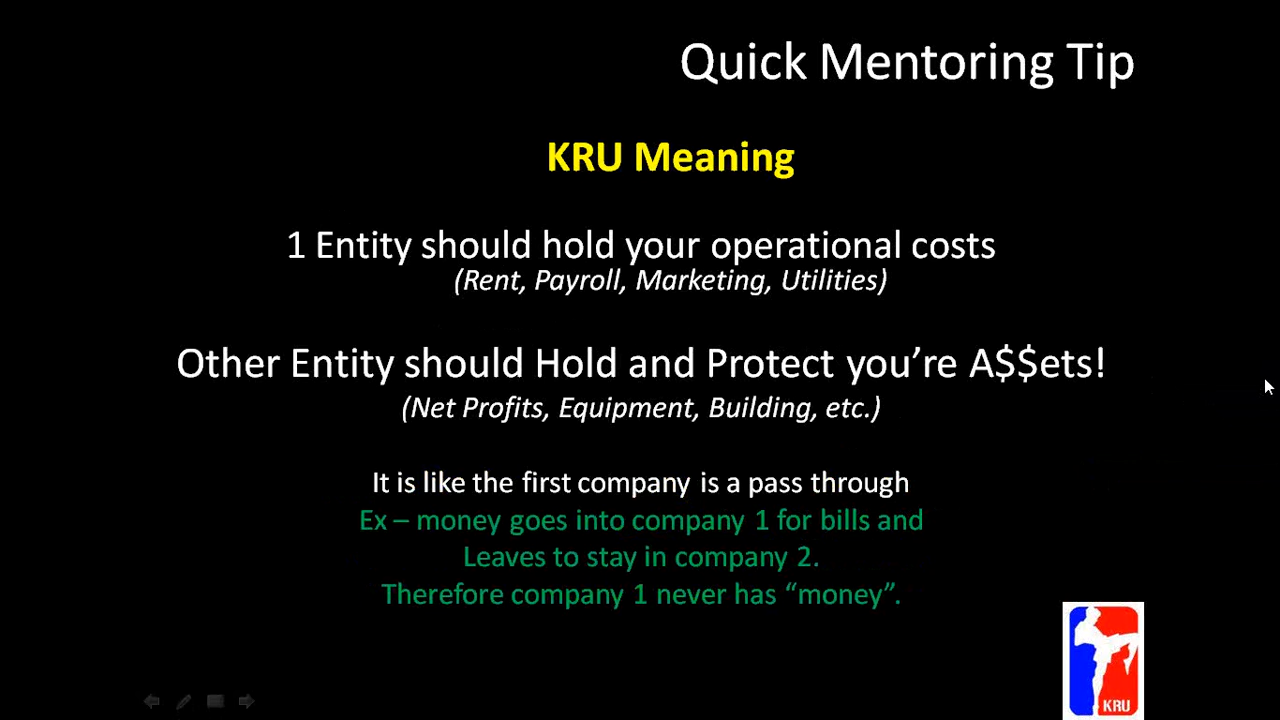 Quick Mentoring Tip
KRU Meaning
1 Entity should hold your operational costs
(Rent, Payroll, Marketing, Utilities)
Other Entity should Hold and Protect you’re A$$ets!
(Net Profits, Equipment, Building, etc.)
It is like the first company is a pass through
Ex – money goes into company 1 for bills and
Leaves to stay in company 2.
Therefore company 1 never has “money”.
KRU